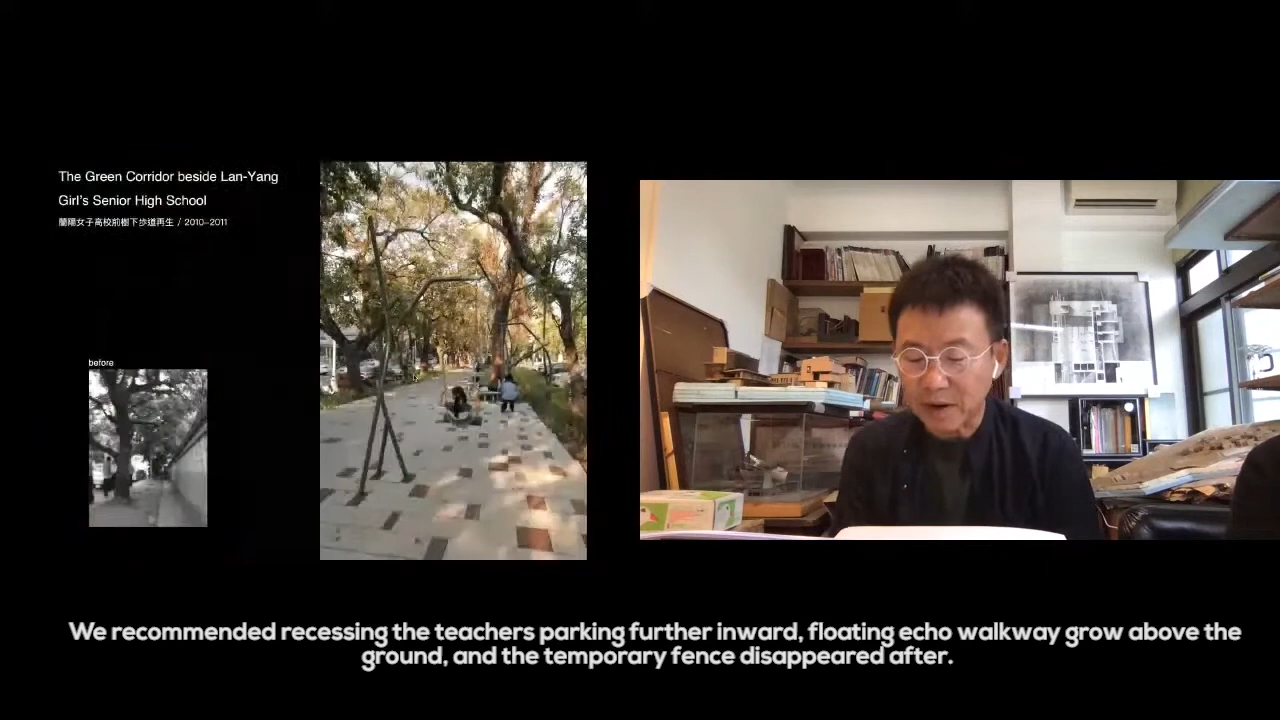 The Green Corridor beside Lan-Yang
Girl's Senior High School
蘭陽女子高校前樹下步道再生 / 2010–2011
before
We recommended recessing the teachers parking further inward, floating echo walkway grow above the
ground, and the temporary fence disappeared after.